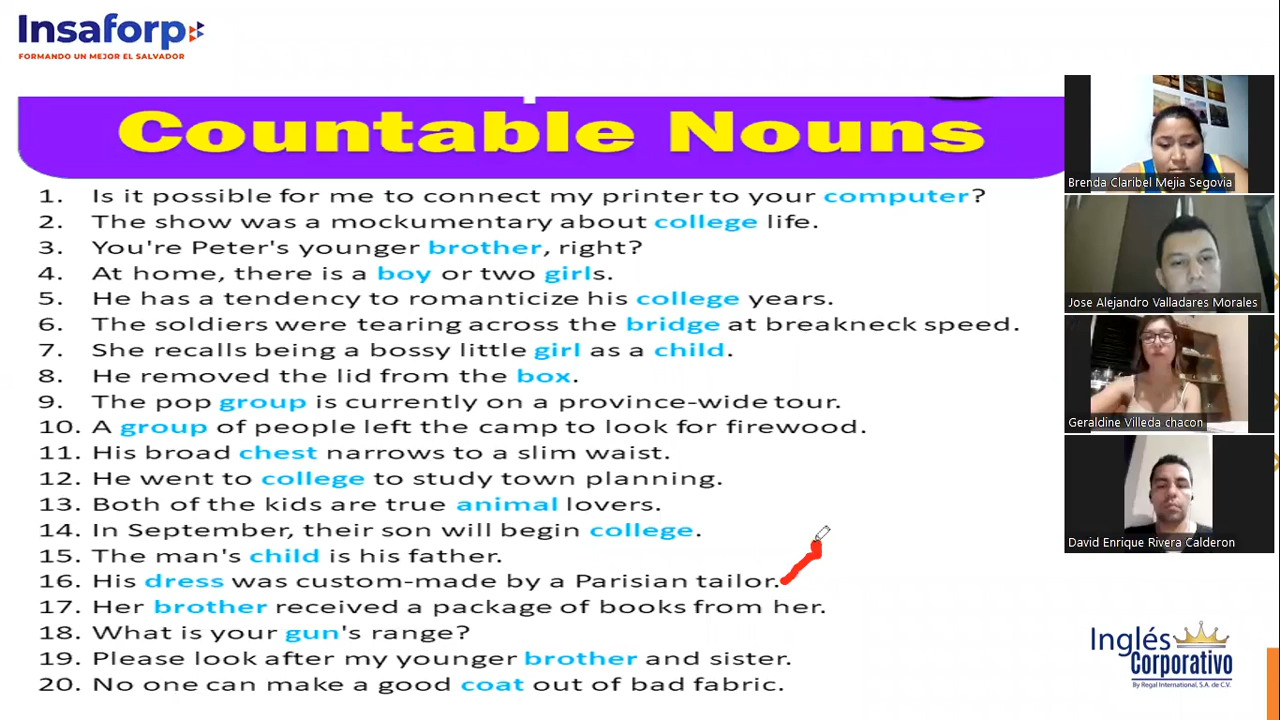 Insaforp
FORMANDO UN MEJOR EL SALVADOR
Countable Nouns
1. Is it possible for me to connect my printer to your computer?
2. The show was a mockumentary about college life.
3. You're Peter's younger brother, right?
4. At home, there is a boy or two girls.
5. He has a tendency to romanticize his college years.
6. The soldiers were tearing across the bridge at breakneck speed.
7. She recalls being a bossy little girl as a child.
8. He removed the lid from the box.
9. The pop group is currently on a province-wide tour.
10. A group of people left the camp to look for firewood.
11. His broad chest narrows to a slim waist.
12. He went to college to study town planning.
13. Both of the kids are true animal lovers.
14. In September, their son will begin college.
15. The man's child is his father.
16. His dress was custom-made by a Parisian tailor.
17. Her brother received a package of books from her.
18. What is your gun's range?
19. Please look after my younger brother and sister.
20. No one can make a good coat out of bad fabric.
Brenda Claribel Mejia Segovia
Jose Alejandro Valladares Morales
Geraldine Villeda chacon
David Enrique Rivera Calderon
Inglés
Corporativo
By Regal International, S.A. de C.V.